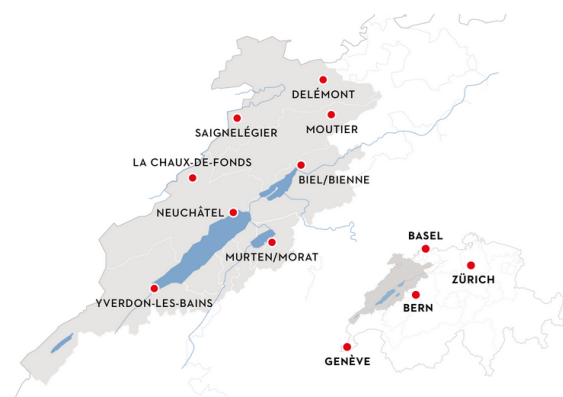 DELÉMONT
MOUTIER
SAIGNELÉGIER
LA CHAUX-DE-FONDS
BIEL/BIENNE
NEUCHÂTEL
MURTEN/MORAT
YVERDON-LES-BAINS
BASEL
ZÜRICH
BERN
GENÈVE